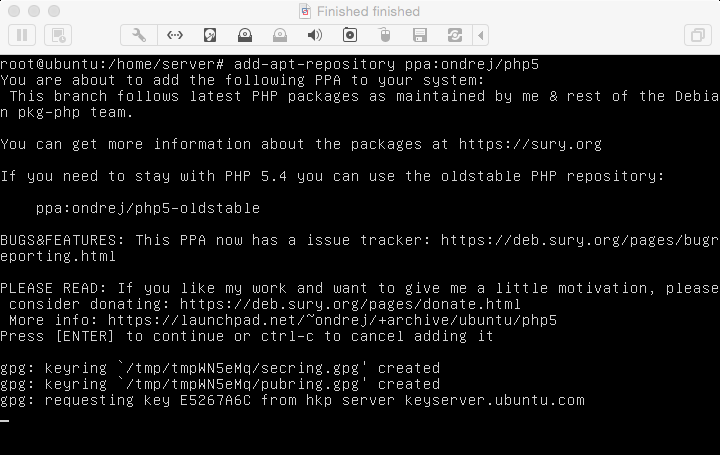 Finished finished
root@ubuntu:/home/server# add-apt-repository ppa:ondrej/php5
You are about to add the following PPA to your system:
 This branch follows latest PHP packages as maintained by me & rest of the Debia
n pkg-php team.
You can get more information about the packages at https://sury.org
If you need to stay with PHP 5.4 you can use the oldstable PHP repository:
    ppa:ondrej/php5-oldstable
BUGS&FEATURES: This PPA now has a issue tracker: https://deb.sury.org/pages/bugr
eporting.html
PLEASE READ: If you like my work and want to give me a little motivation, please
 consider donating: https://deb.sury.org/pages/donate.html
 More info: https://launchpad.net/~ondrej/+archive/ubuntu/php5
Press [ENTER] to continue or ctrl-c to cancel adding it
gpg: keyring `/tmp/tmpWN5eMq/secring.gpg' created
gpg: keyring `/tmp/tmpWN5eMq/pubring.gpg' created
gpg: requesting key E5267A6C from hkp server keyserver.ubuntu.com